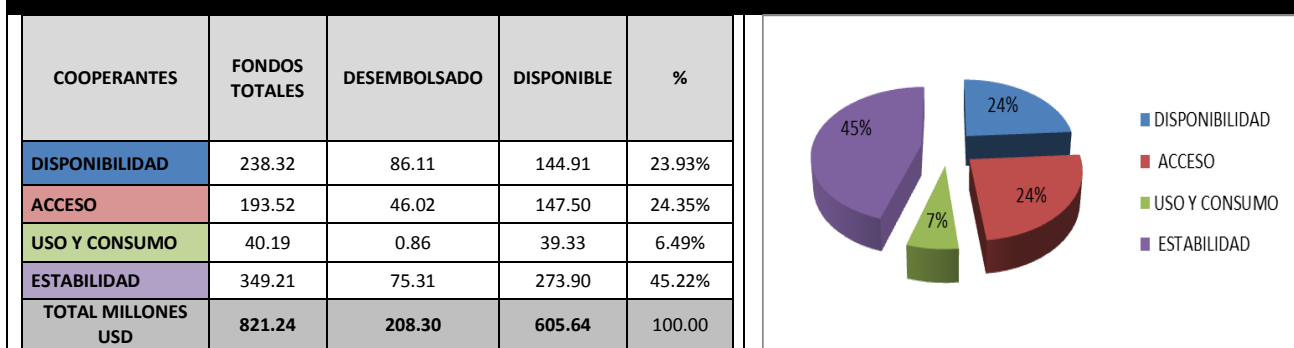 COOPERANTES FONDOS TOTALES DESEMBOLSADO DISPONIBLE %
DISPONIBILIDAD 238.32 86.11 144.91 23.93%
ACCESO 193.52 46.02 147.50 24.35%
USO Y CONSUMO 40.19 0.86 39.33 6.49%
ESTABILIDAD 349.21 75.31 273.90 45.22%
TOTAL MILLONES USD 821.24 208.30 605.64 100.00
24%
45%
24%
7%
DISPONIBILIDAD
ACCESO
USO Y CONSUMO
ESTABILIDAD